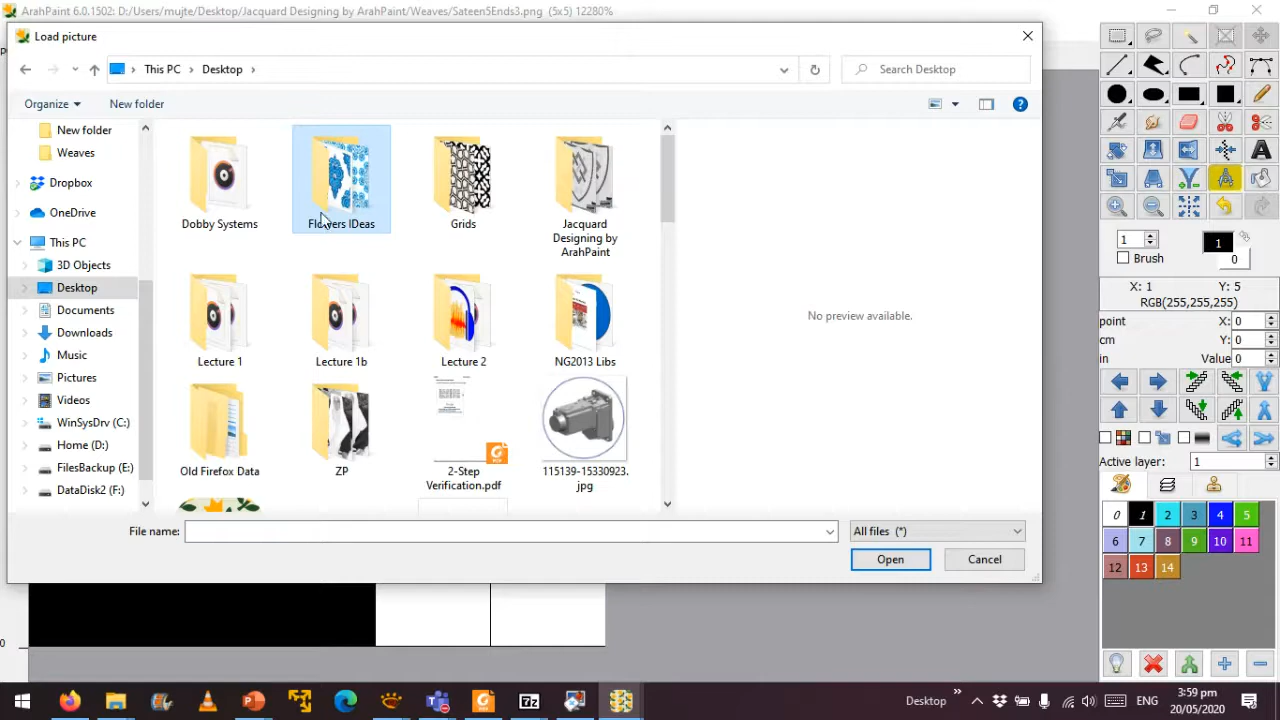 ArahPaint 6.0.1502: D:/Users/mujte/Desktop/Jacquard Designing by ArahPaint/Weaves/Sateen5Ends3.png (5x5) 12280%
Load picture
This PC > Desktop >
Search Desktop
Organize
New folder
New folder
Weaves
Dropbox
OneDrive
This PC
3D Objects
Desktop
Documents
Downloads
Music
Pictures
Videos
WinSysDrv (C:)
Home (D:)
FilesBackup (E:)
DataDisk2 (F:)
Dobby Systems
Flowers IDeas
Grids
Jacquard
Designing by
ArahPaint
Lecture 1
Lecture 1b
Lecture 2
NG2013 Libs
Old Firefox Data
ZP
2-Step
Verification.pdf
115139-15330923.
jpg
No preview available.
File name:
All files (*)
Open
Cancel
1
1
Brush
0
X: 1 Y: 5
RGB(255,255,255)
point X: 0
cm Y: 0
in Value 0
Active layer: 1
0 1 2 3 4 5
6 7 8 9 10 11
12 13 14
0
Desktop
ENG
3:59 pm
20/05/2020